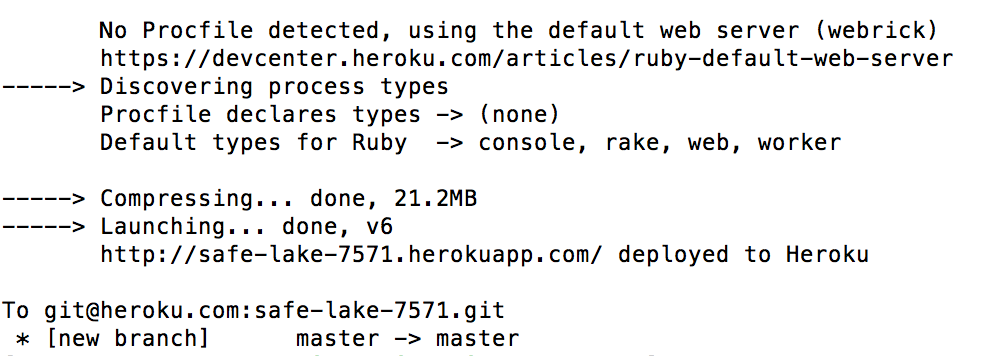 No Procfile detected, using the default web server (webrick)
https://devcenter.heroku.com/articles/ruby-default-web-server
-----> Discovering process types
Procfile declares types -> (none)
Default types for Ruby  -> console, rake, web, worker
-----> Compressing... done, 21.2MB
-----> Launching... done, v6
http://safe-lake-7571.herokuapp.com/ deployed to Heroku
To git@heroku.com:safe-lake-7571.git
* [new branch]      master -> master